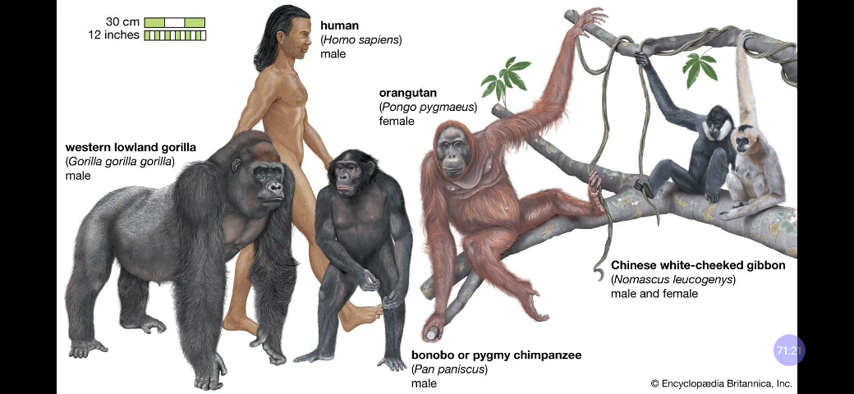 30 cm
12 inches
human
(Homo sapiens)
male
orangutan
(Pongo pygmaeus)
female
western lowland gorilla
(Gorilla gorilla gorilla)
male
Chinese white-cheeked gibbon
(Nomascus leucogenys)
male and female
bonobo or pygmy chimpanzee
(Pan paniscus)
male
71:21
© Encyclopædia Britannica, Inc.